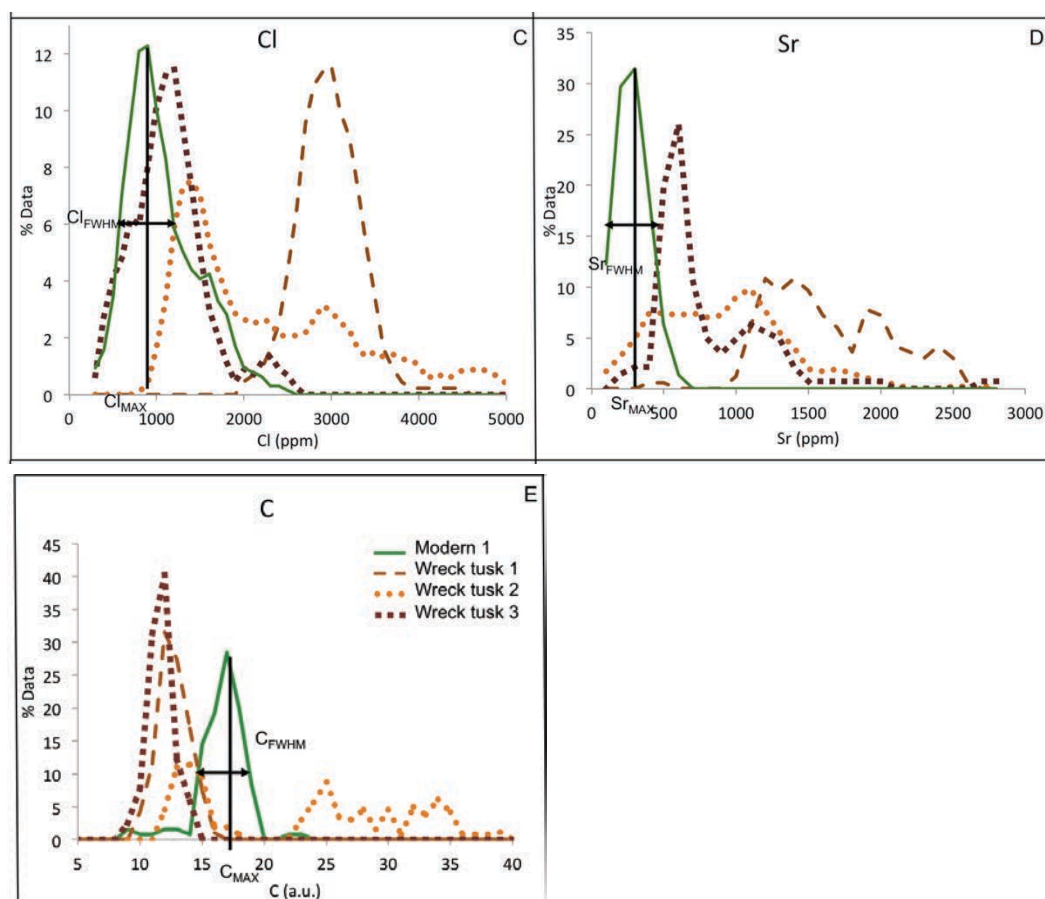 Cl
C
12
10
8
6
4
2
0
% Data
Cl_FWHM
Cl_MAX
0 1000 2000 3000 4000 5000
Cl (ppm)
Sr
D
35
30
25
20
15
10
5
0
% Data
Sr_FWHM
Sr_MAX
0 500 1000 1500 2000 2500 3000
Sr (ppm)
C
E
45
40
35
30
25
20
15
10
5
0
% Data
Modern 1
Wreck tusk 1
Wreck tusk 2
Wreck tusk 3
C_FWHM
5 10 15 20 25 30 35 40
C_MAX
C (a.u.)